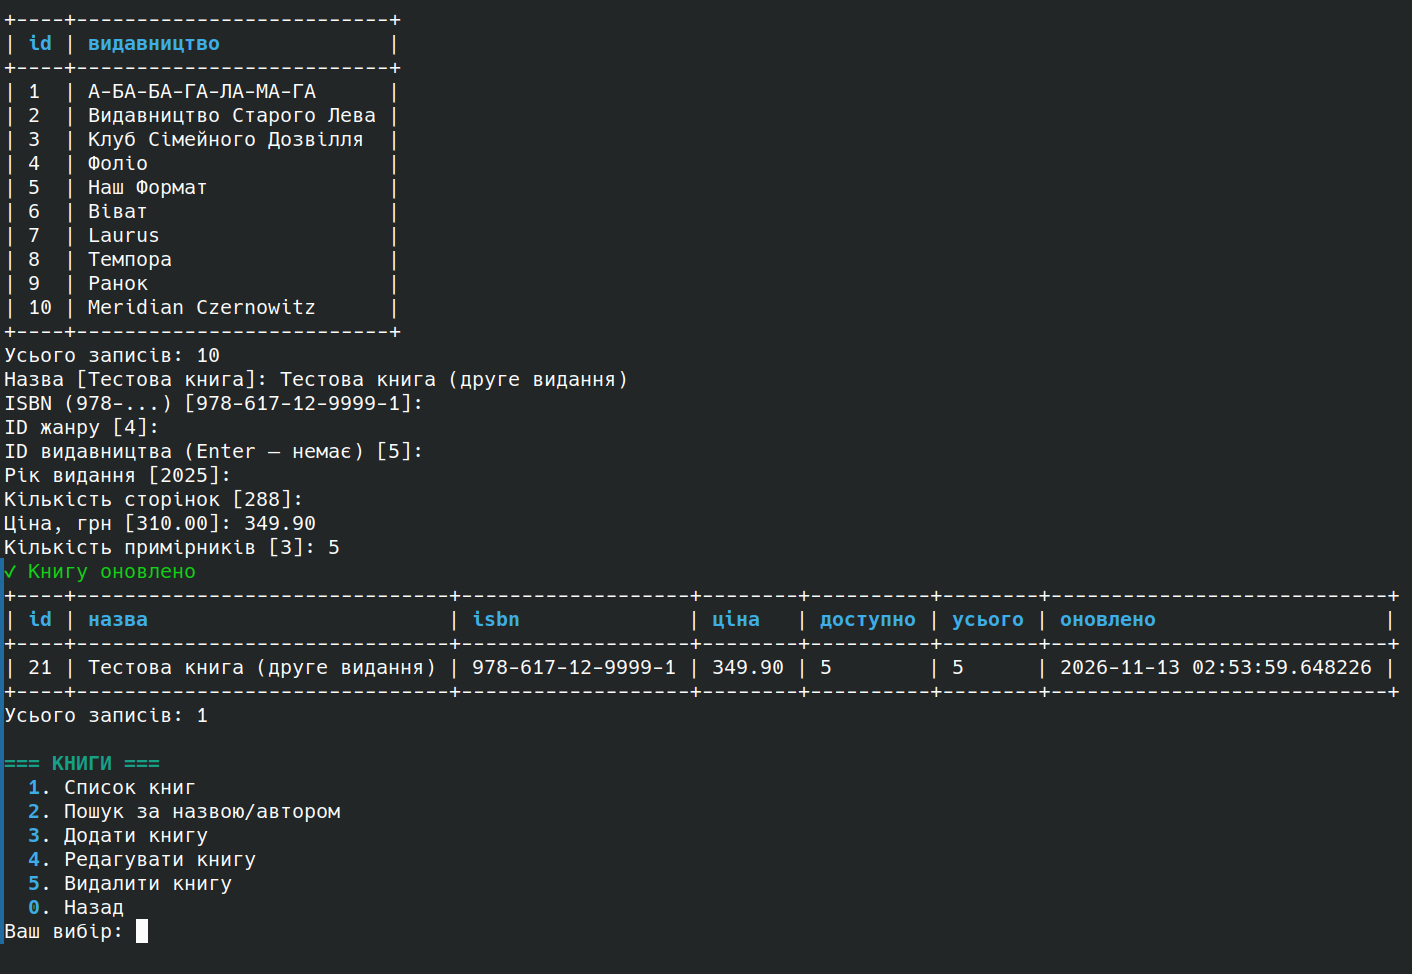 +----+--------------------------+
| id | видавництво              |
+----+--------------------------+
| 1  | А-БА-БА-ГА-ЛА-МА-ГА      |
| 2  | Видавництво Старого Лева |
| 3  | Клуб Сімейного Дозвілля  |
| 4  | Фоліо                    |
| 5  | Наш Формат               |
| 6  | Віват                    |
| 7  | Laurus                   |
| 8  | Темпора                  |
| 9  | Ранок                    |
| 10 | Meridian Czernowitz      |
+----+--------------------------+
Усього записів: 10
Назва [Тестова книга]: Тестова книга (друге видання)
ISBN (978-...) [978-617-12-9999-1]:
ID жанру [4]:
ID видавництва (Enter — немає) [5]:
Рік видання [2025]:
Кількість сторінок [288]:
Ціна, грн [310.00]: 349.90
Кількість примірників [3]: 5
✓ Книгу оновлено
+----+-------------------------------+-------------------+--------+----------+--------+----------------------------+
| id | назва                         | isbn              | ціна   | доступно | усього | оновлено                   |
+----+-------------------------------+-------------------+--------+----------+--------+----------------------------+
| 21 | Тестова книга (друге видання) | 978-617-12-9999-1 | 349.90 | 5        | 5      | 2026-11-13 02:53:59.648226 |
+----+-------------------------------+-------------------+--------+----------+--------+----------------------------+
Усього записів: 1
=== КНИГИ ===
1. Список книг
2. Пошук за назвою/автором
3. Додати книгу
4. Редагувати книгу
5. Видалити книгу
0. Назад
Ваш вибір: